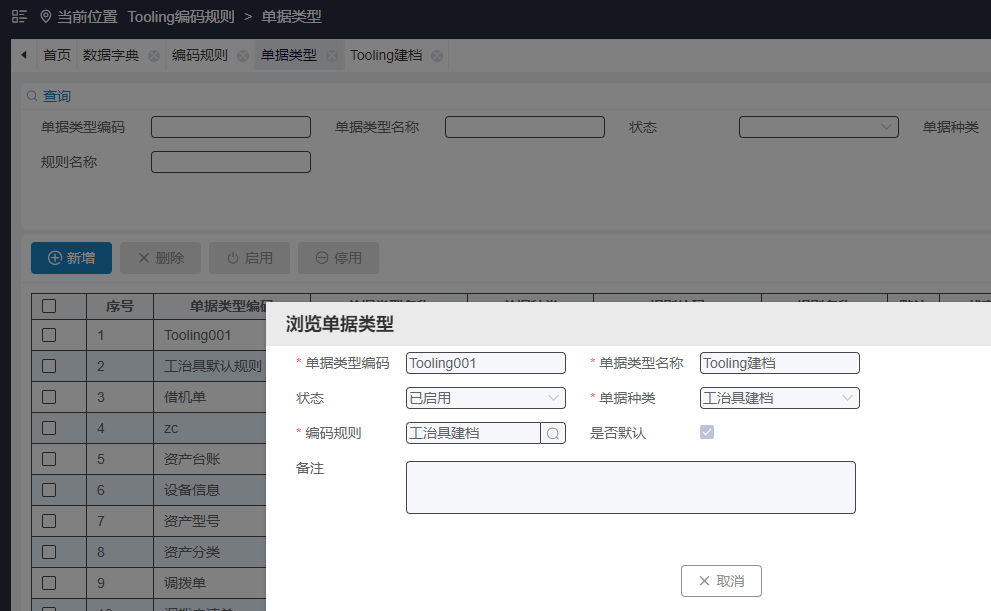 当前位置 Tooling编码规则 > 单据类型
首页 数据字典 编码规则 单据类型 Tooling建档
查询
单据类型编码 单据类型名称 状态 单据种类
规则名称
新增 删除 启用 停用
序号 单据类型编码
1 Tooling001
2 工治具默认规则
3 借机单
4 zc
5 资产台账
6 设备信息
7 资产型号
8 资产分类
9 调拨单
浏览单据类型
* 单据类型编码 Tooling001 * 单据类型名称 Tooling建档
状态 已启用 * 单据种类 工治具建档
* 编码规则 工治具建档 是否默认
备注
取消